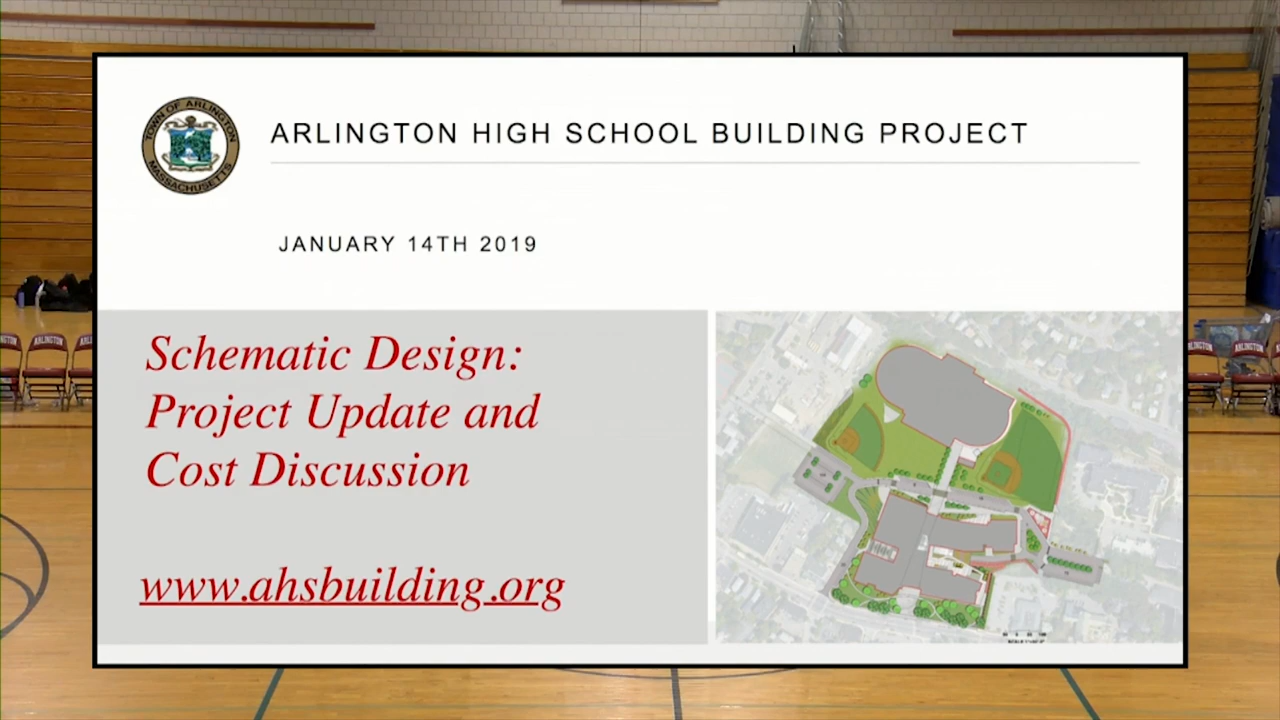 TOWN OF ARLINGTON
MASSACHUSETTS
ARLINGTON HIGH SCHOOL BUILDING PROJECT
JANUARY 14TH 2019
Schematic Design:
Project Update and
Cost Discussion
www.ahsbuilding.org
ARLINGTON
ARLINGTON